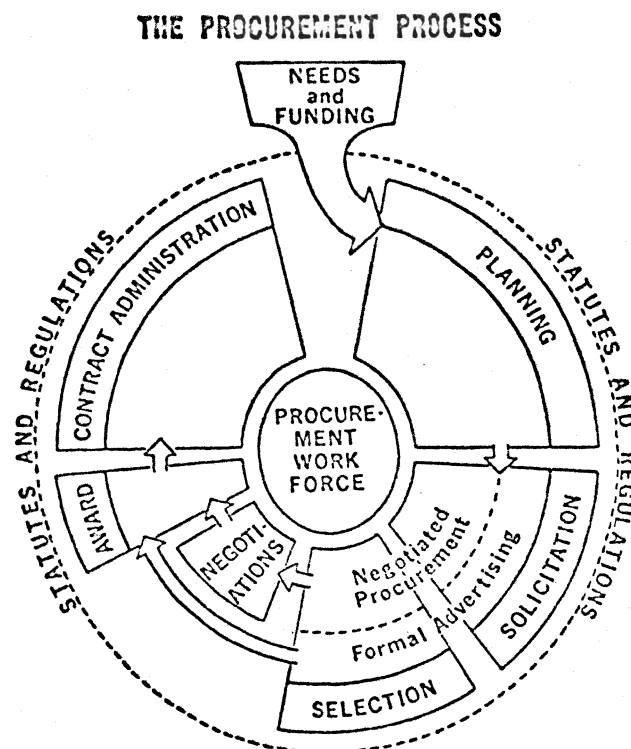 THE PROCUREMENT PROCESS
NEEDS
and
FUNDING
STATUTES AND REGULATIONS
CONTRACT ADMINISTRATION
PLANNING
STATUTES AND REGULATIONS
PROCURE-
MENT
WORK
FORCE
AWARD
NEGOTI-
ATIONS
Negotiated
Procurement
Formal Advertising
SOLICITATION
SELECTION